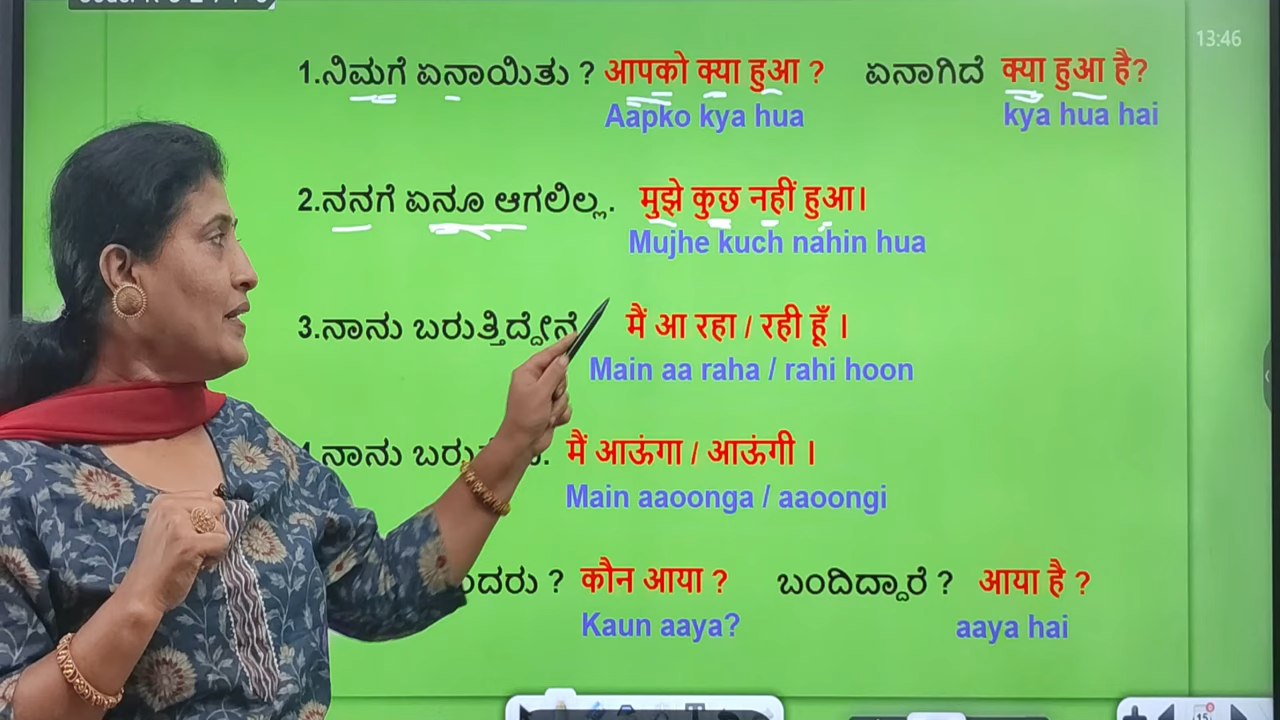 13:46
1.ನಿಮಗೆ ಏನಾಯಿತು ? आपको क्या हुआ ? ಏನಾಗಿದೆ क्या हुआ है?
Aapko kya hua kya hua hai
2.ನನಗೆ ಏನೂ ಆಗಲಿಲ್ಲ. मुझे कुछ नहीं हुआ।
Mujhe kuch nahin hua
3.ನಾನು ಬರುತ್ತಿದ್ದೇನೆ मैं आ रहा / रही हूँ ।
Main aa raha / rahi hoon
ನಾನು मैं आऊंगा / आऊंगी ।
Main aaoonga / aaoongi
? कौन आया ? ಬಂದಿದ್ದಾರೆ ? आया है ?
Kaun aaya? aaya hai